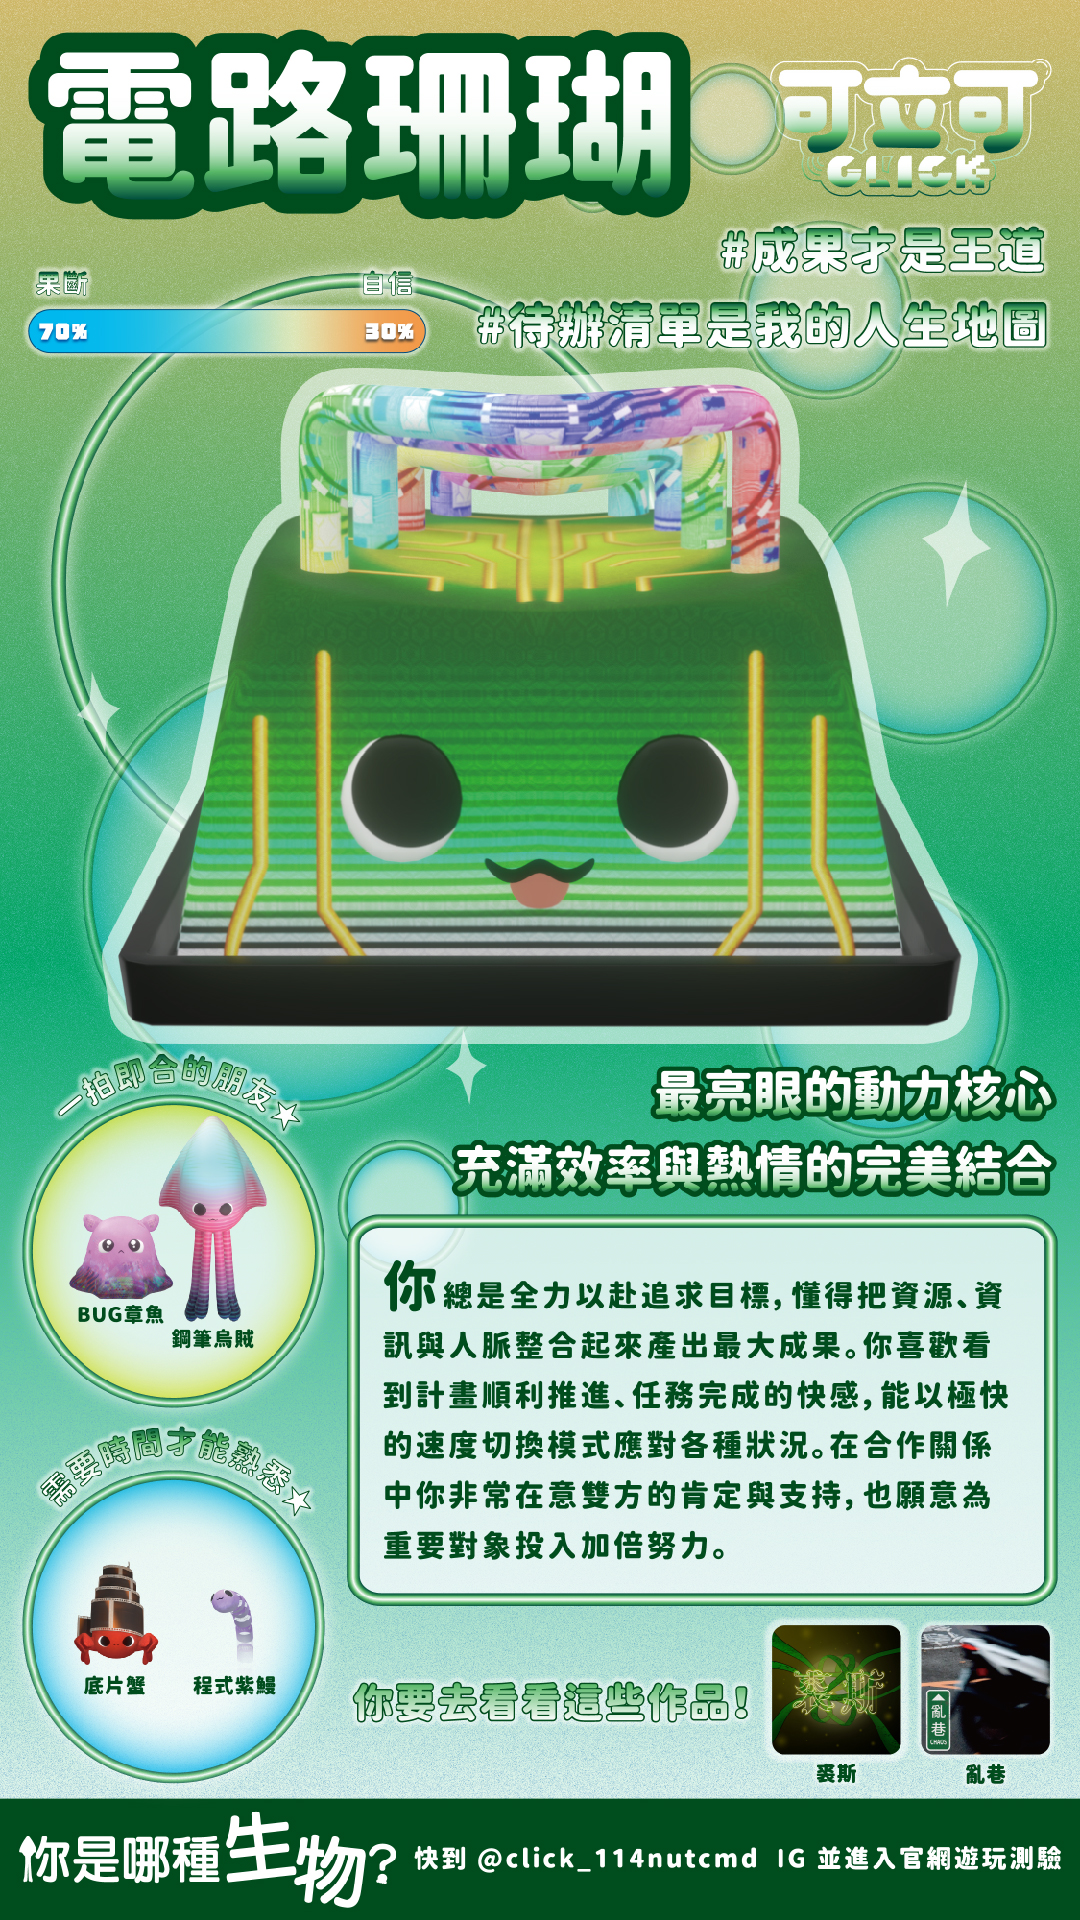 電路珊瑚
可立可
CLICK
#成果才是王道
#待辦清單是我的人生地圖
果斷 自信
70% 30%
一拍即合的朋友☆
BUG章魚
鋼筆烏賊
需要時間才能熟悉☆
底片蟹
程式紫鰻
最亮眼的動力核心
充滿效率與熱情的完美結合
你總是全力以赴追求目標,懂得把資源、資
訊與人脈整合起來產出最大成果。你喜歡看
到計畫順利推進、任務完成的快感,能以極快
的速度切換模式應對各種狀況。在合作關係
中你非常在意雙方的肯定與支持,也願意為
重要對象投入加倍努力。
你要去看看這些作品!
裘斯
裘斯
亂巷
CHAOS
亂巷
你是哪種生物?
快到 @click_114nutcmd IG 並進入官網遊玩測驗